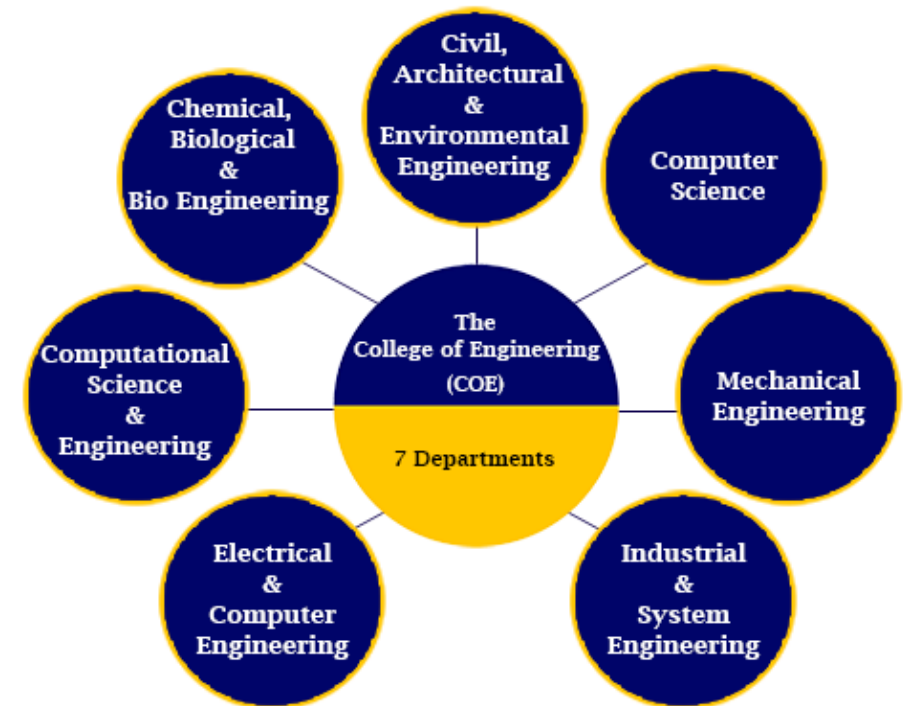 Civil,
Architectural
&
Environmental
Engineering
Chemical,
Biological
&
Bio Engineering
Computer
Science
The
College of Engineering
(COE)
7 Departments
Computational
Science
&
Engineering
Mechanical
Engineering
Electrical
&
Computer
Engineering
Industrial
&
System
Engineering